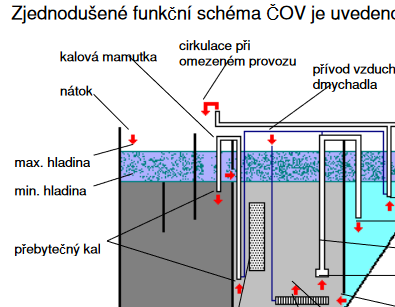 Zjednodušené funkční schéma ČOV je uvedeno
cirkulace při
omezeném provozu
kalová mamutka
přívod vzduch
dmychadla
nátok
max. hladina
min. hladina
přebytečný kal